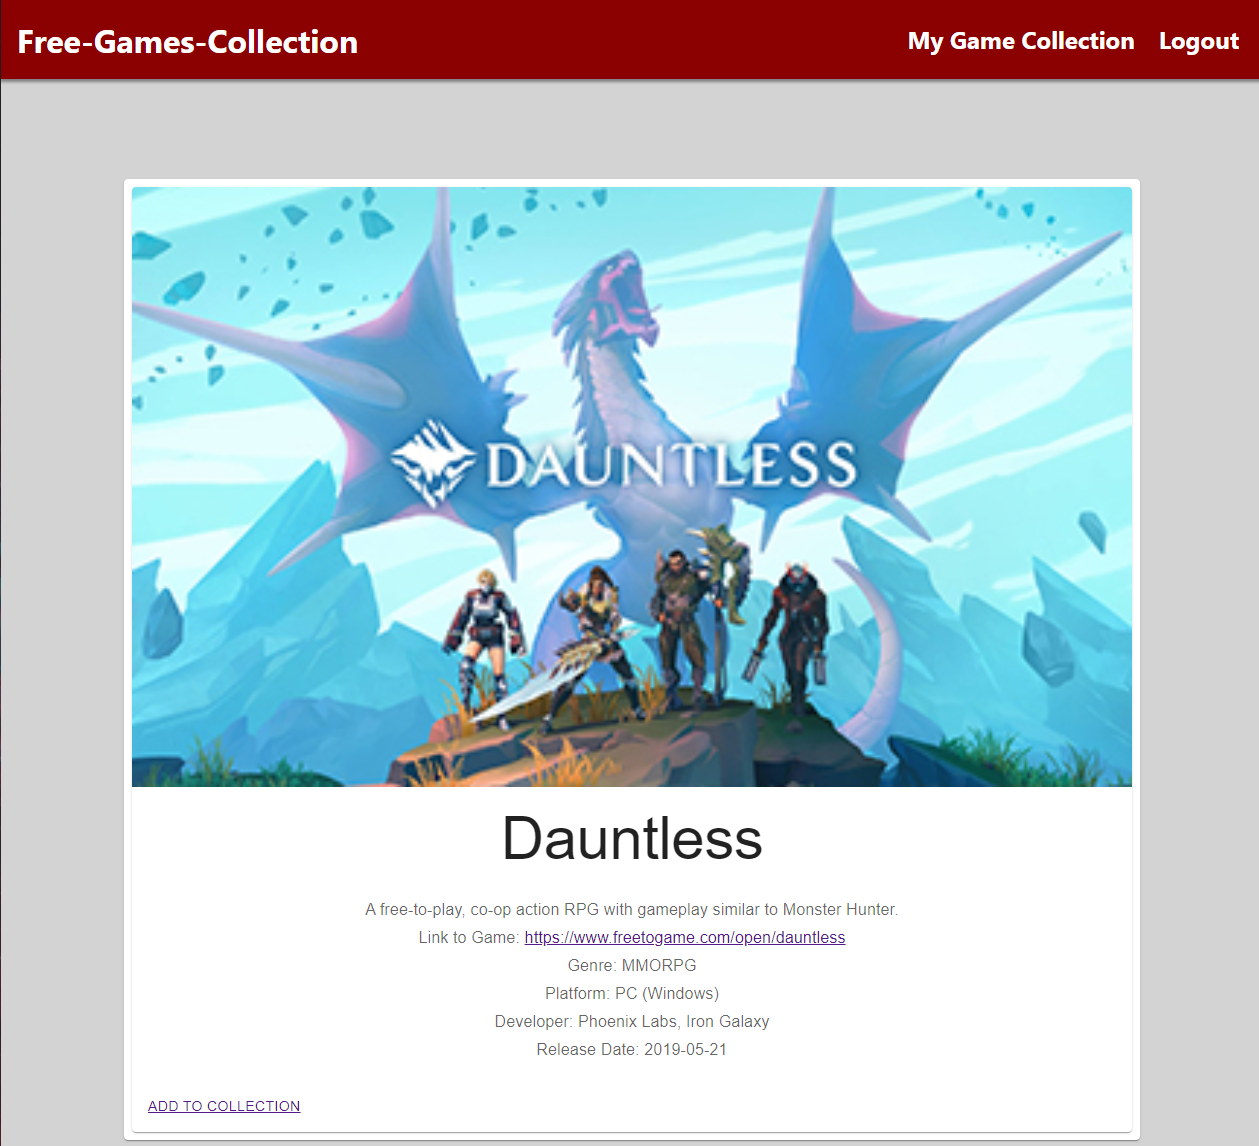 Free-Games-Collection
My Game Collection Logout
DAUNTLESS
Dauntless
A free-to-play, co-op action RPG with gameplay similar to Monster Hunter.
Link to Game: https://www.freetogame.com/open/dauntless
Genre: MMORPG
Platform: PC (Windows)
Developer: Phoenix Labs, Iron Galaxy
Release Date: 2019-05-21
ADD TO COLLECTION